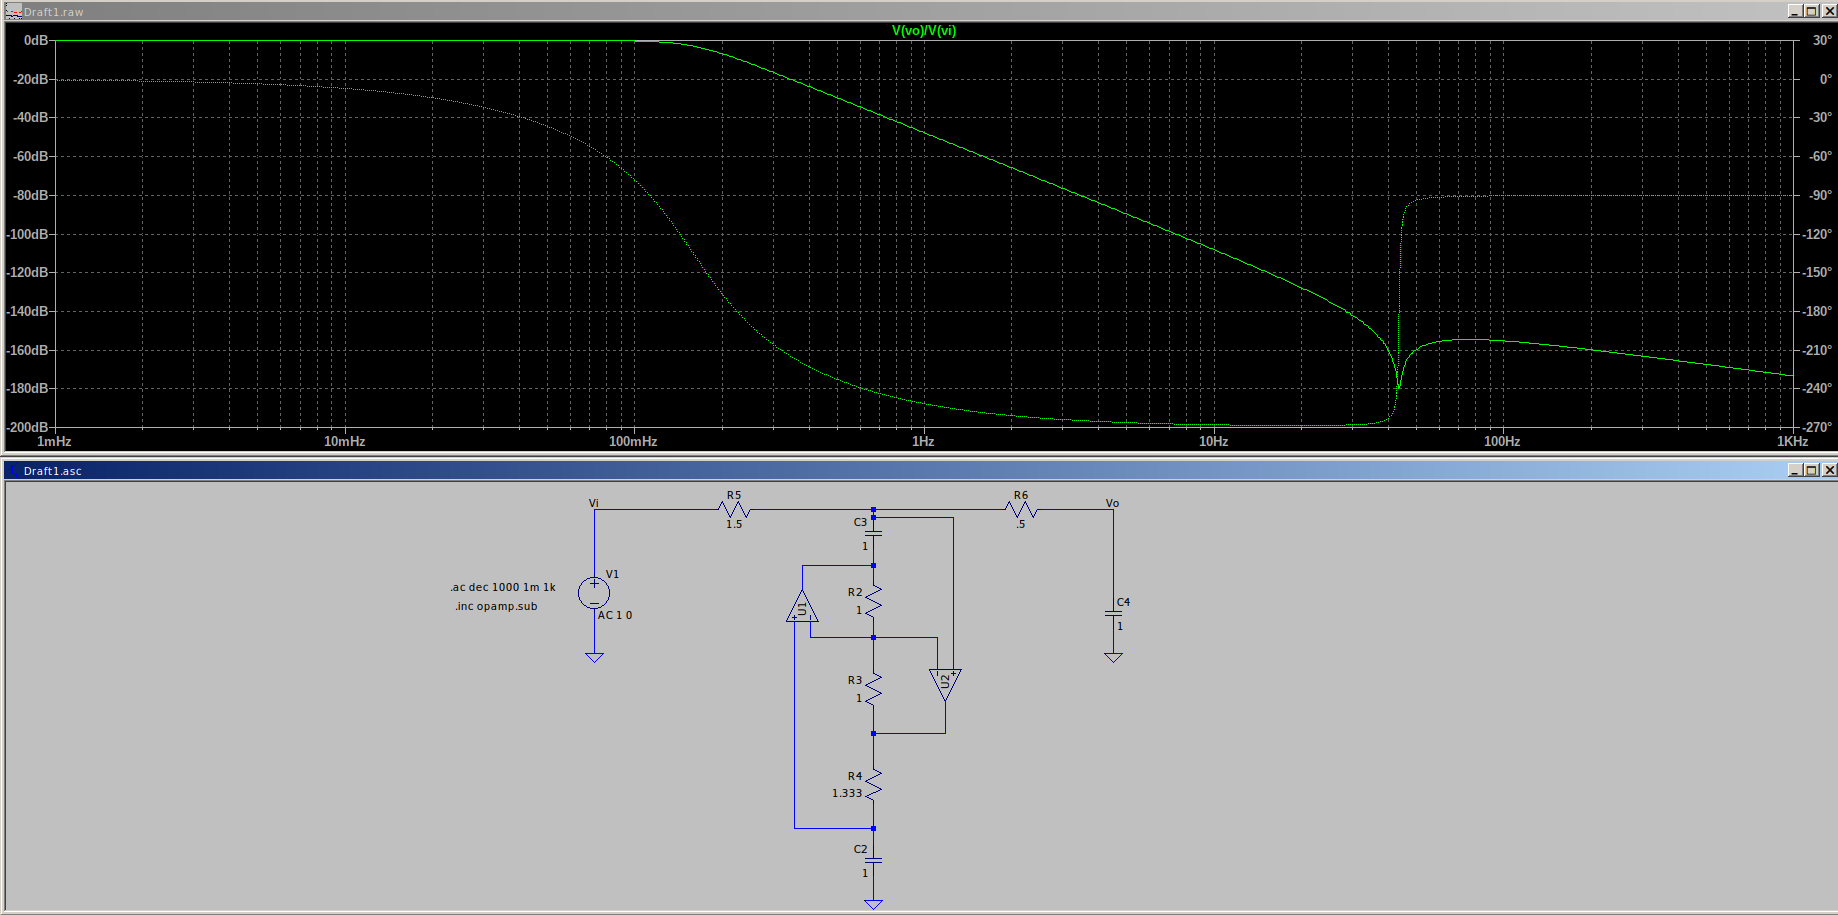 Draft1.raw
V(vo)/V(vi)
0dB
-20dB
-40dB
-60dB
-80dB
-100dB
-120dB
-140dB
-160dB
-180dB
-200dB
30°
0°
-30°
-60°
-90°
-120°
-150°
-180°
-210°
-240°
-270°
1mHz 10mHz 100mHz 1Hz 10Hz 100Hz 1KHz
Draft1.asc
Vi
R5
1.5
R6
.5
Vo
C3
1
.ac dec 1000 1m 1k
.inc opamp.sub
V1
AC 1 0
U1
R2
1
C4
1
R3
1
U2
R4
1.333
C2
1